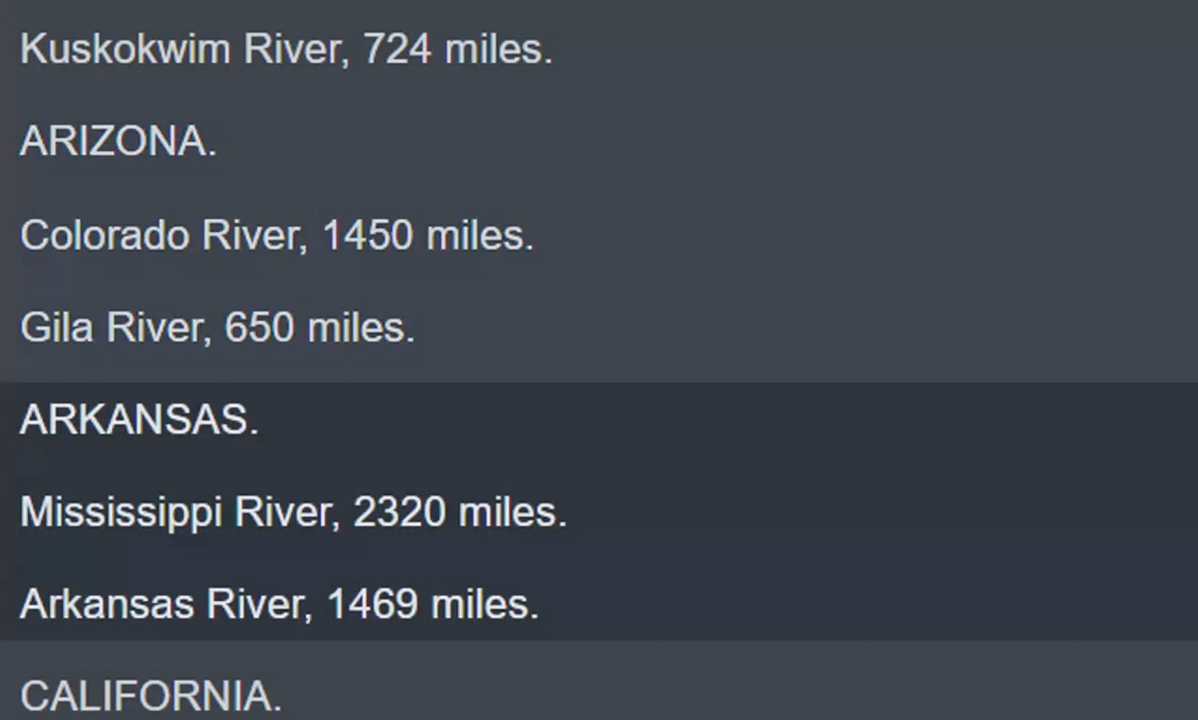 Kuskokwim River, 724 miles.
ARIZONA.
Colorado River, 1450 miles.
Gila River, 650 miles.
ARKANSAS.
Mississippi River, 2320 miles.
Arkansas River, 1469 miles.
CALIFORNIA.